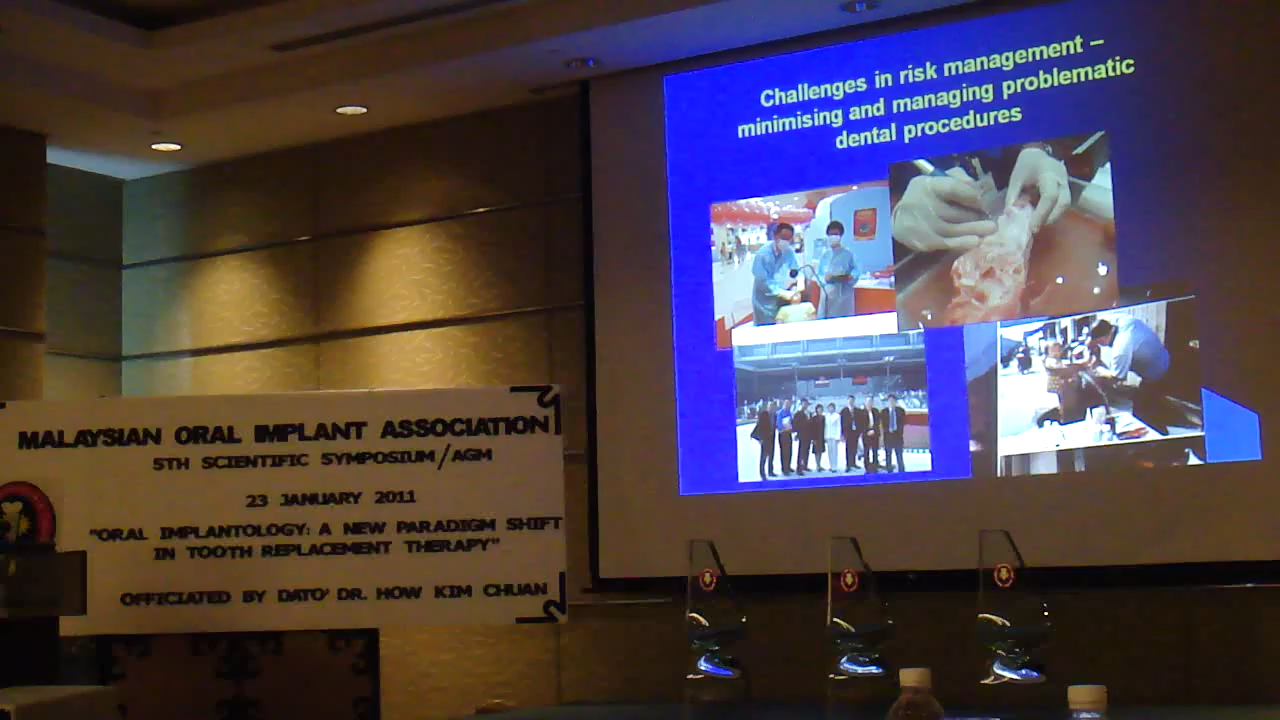 MALAYSIAN ORAL IMPLANT ASSOCIATION
5TH SCIENTIFIC SYMPOSIUM/AGM
23 JANUARY 2011
"ORAL IMPLANTOLOGY: A NEW PARADIGM SHIFT
IN TOOTH REPLACEMENT THERAPY"
OFFICIATED BY DATO' DR. HOW KIM CHUAN
Challenges in risk management –
minimising and managing problematic
dental procedures